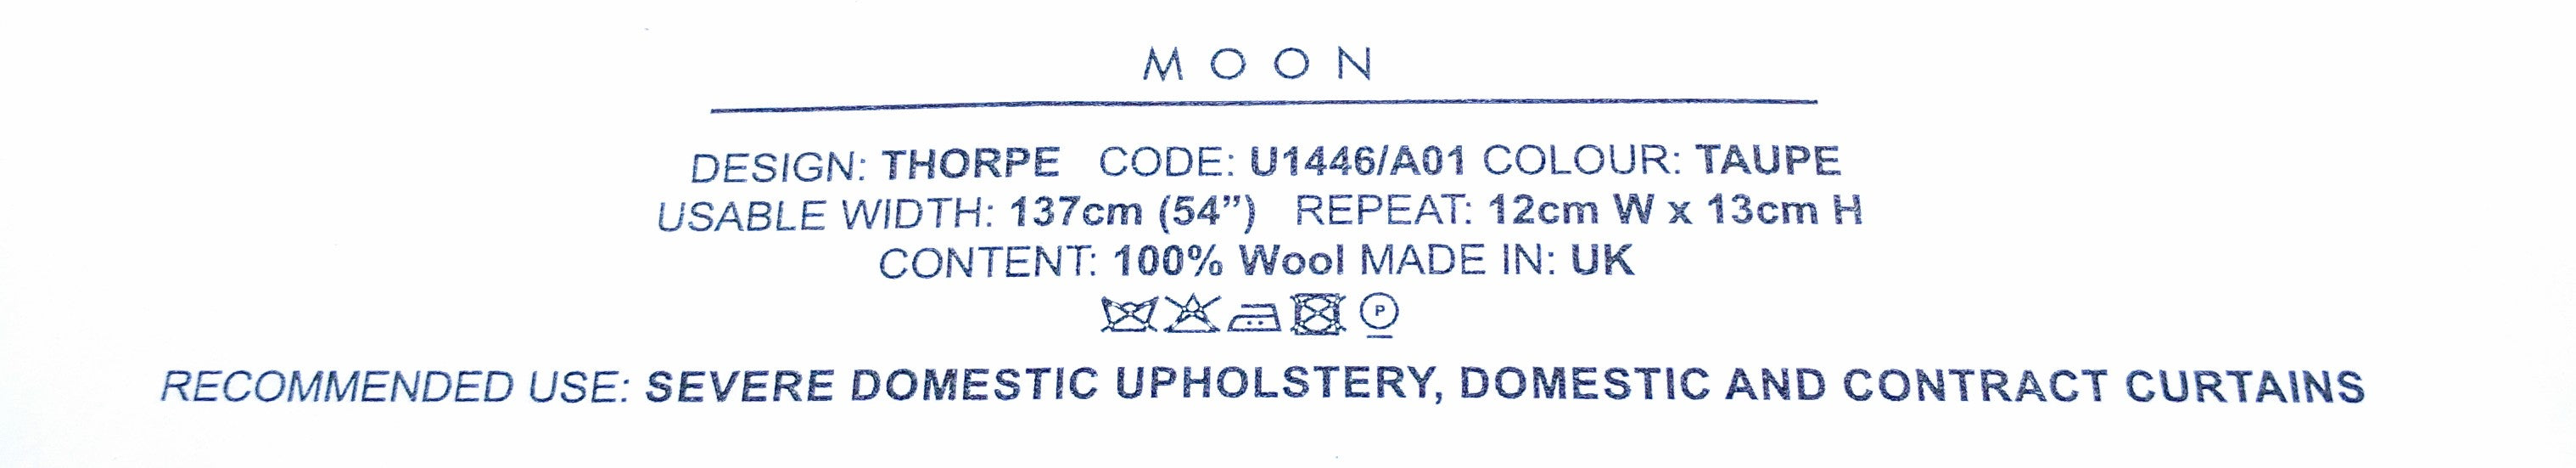 MOON
DESIGN: THORPE CODE: U1446/A01 COLOUR: TAUPE
USABLE WIDTH: 137cm (54”) REPEAT: 12cm W x 13cm H
CONTENT: 100% Wool MADE IN: UK
P
RECOMMENDED USE: SEVERE DOMESTIC UPHOLSTERY, DOMESTIC AND CONTRACT CURTAINS